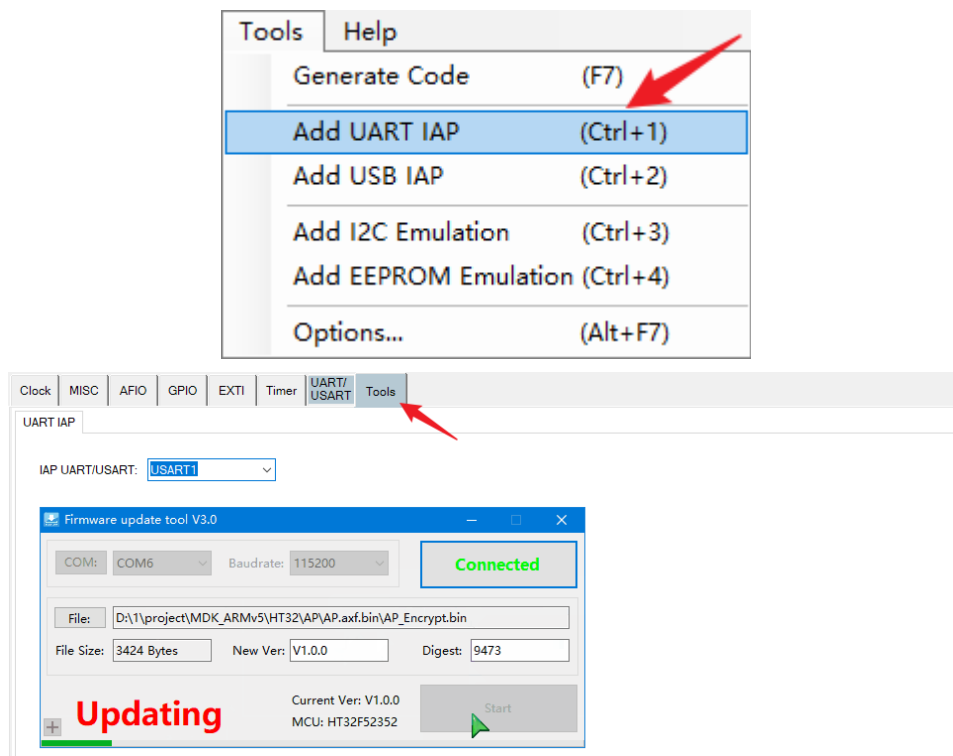 Tools Help
Generate Code (F7)
Add UART IAP (Ctrl+1)
Add USB IAP (Ctrl+2)
Add I2C Emulation (Ctrl+3)
Add EEPROM Emulation (Ctrl+4)
Options... (Alt+F7)
Clock MISC AFIO GPIO EXTI Timer UART/ USART Tools
UART IAP
IAP UART/USART: USART1
Firmware update tool V3.0
COM: COM6 Baudrate: 115200 Connected
File: D:\1\project\MDK_ARMv5\HT32\AP\AP.axf.bin\AP_Encrypt.bin
File Size: 3424 Bytes New Ver: V1.0.0 Digest: 9473
Updating Current Ver: V1.0.0 Start
MCU: HT32F52352